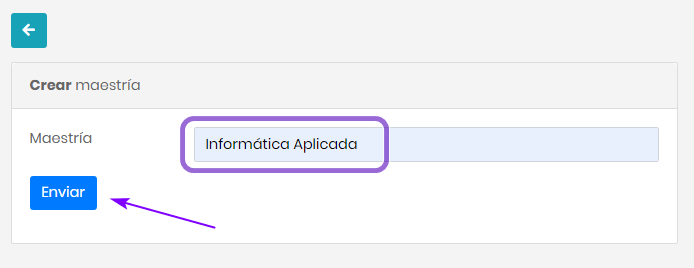 Crear maestría
Maestría
Informática Aplicada
Enviar